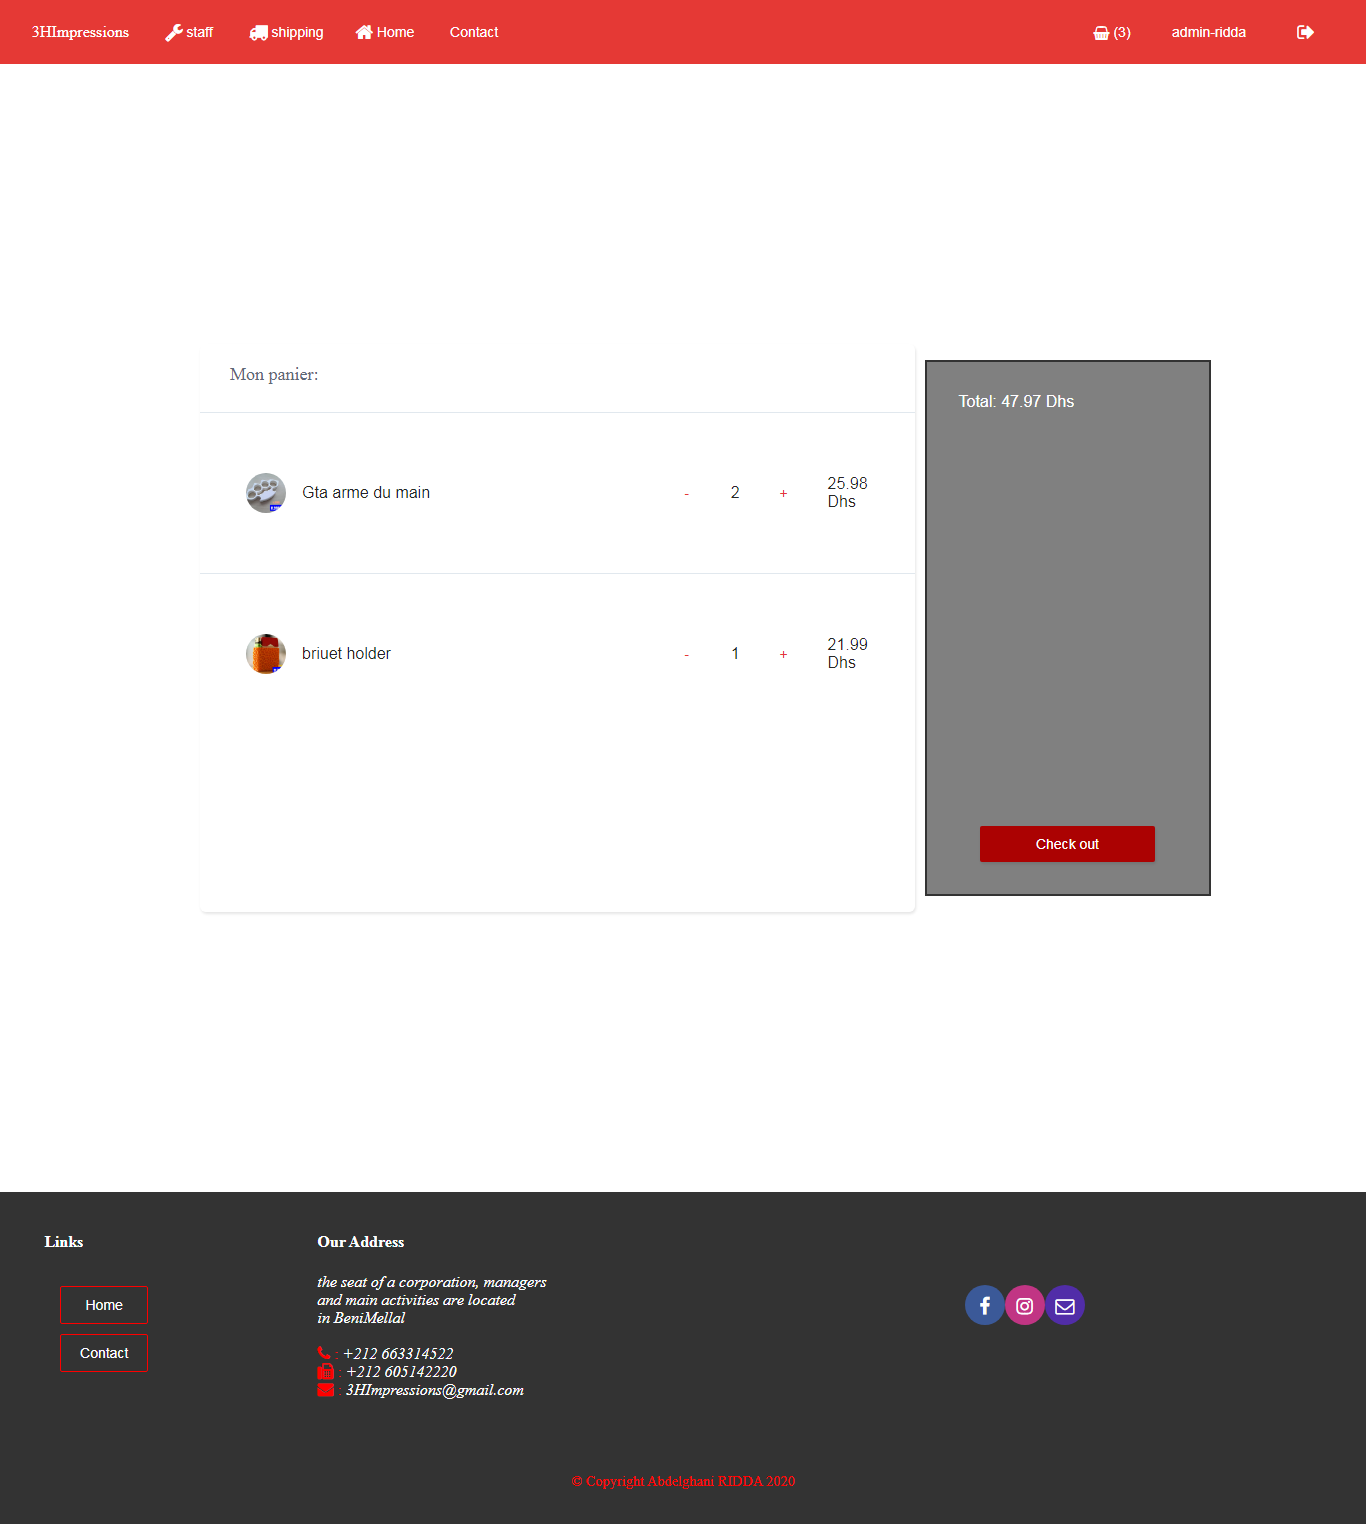 3HImpressions staff shipping Home Contact (3) admin-ridda
Mon panier:
Total: 47.97 Dhs
Gta arme du main - 2 + 25.98
Dhs
briuet holder - 1 + 21.99
Dhs
Check out
Links
Home
Contact
Our Address
the seat of a corporation, managers
and main activities are located
in BeniMellal
: +212 663314522
: +212 605142220
: 3HImpressions@gmail.com
© Copyright Abdelghani RIDDA 2020